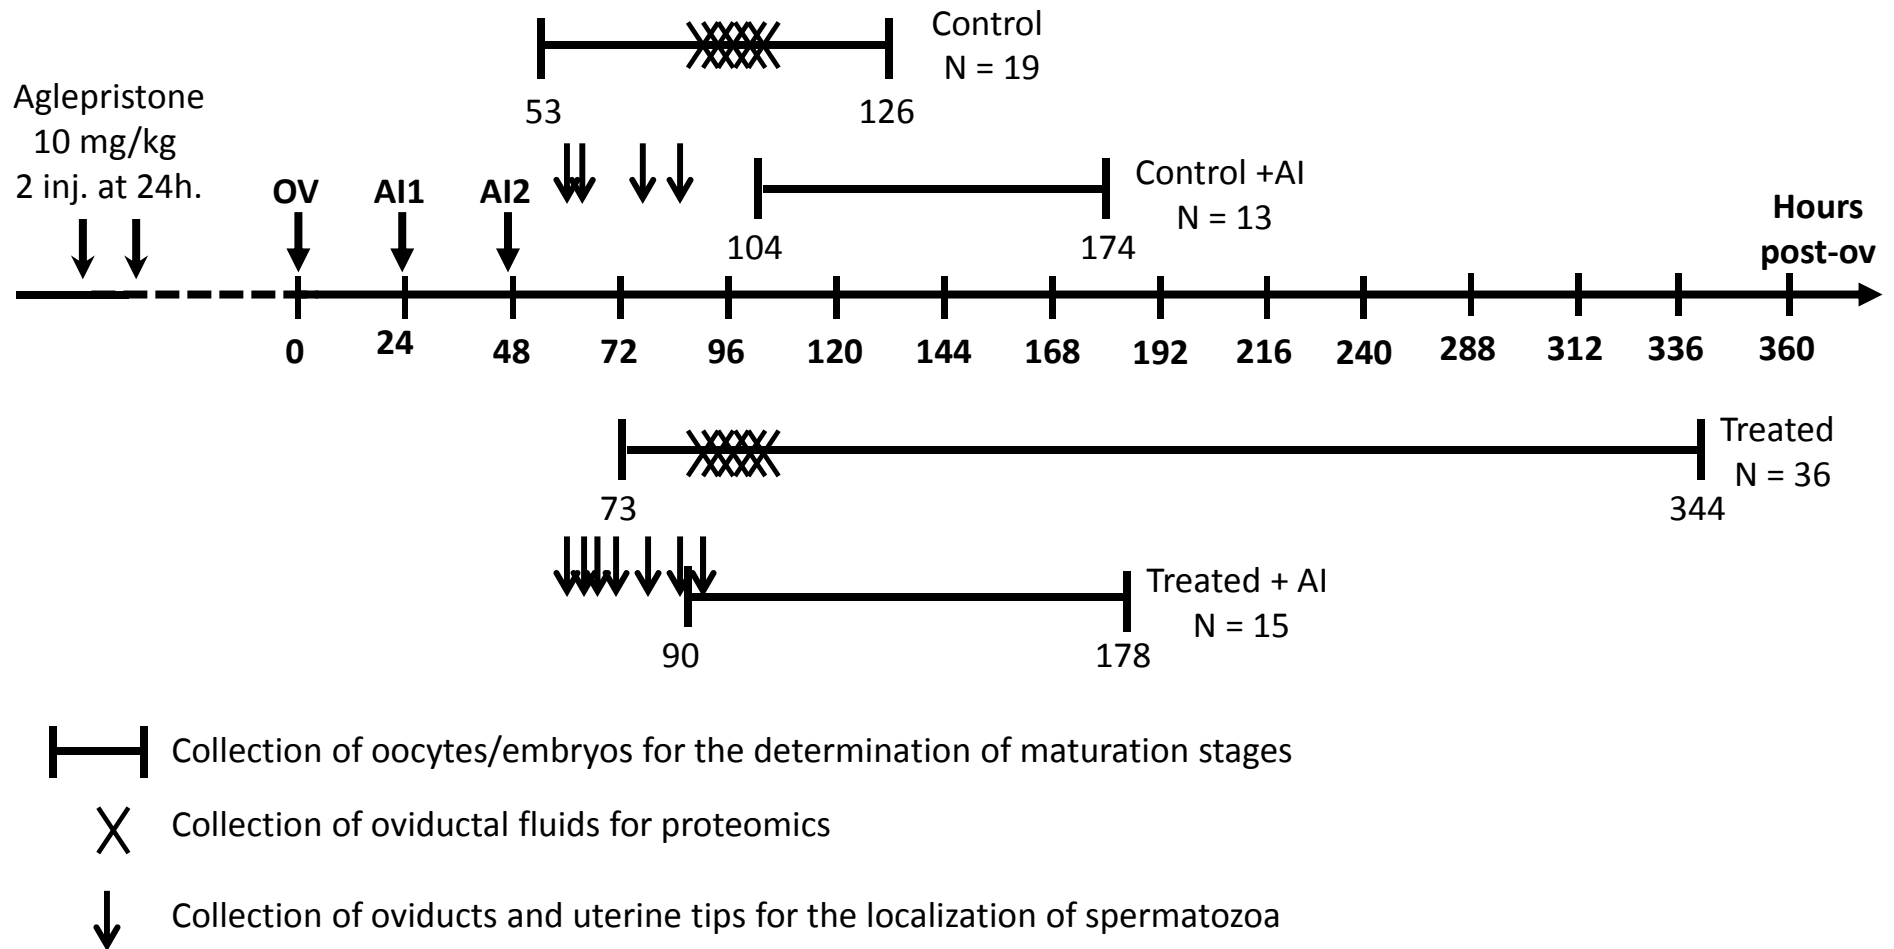 Control
N = 19
53
126
Aglepristone
10 mg/kg
2 inj. at 24h.
OV
AI1
AI2
Control +AI
N = 13
104
174
Hours
post-ov
0
24
48
72
96
120
144
168
192
216
240
288
312
336
360
Treated
N = 36
73
344
Treated + AI
N = 15
90
178
Collection of oocytes/embryos for the determination of maturation stages
Collection of oviductal fluids for proteomics
Collection of oviducts and uterine tips for the localization of spermatozoa